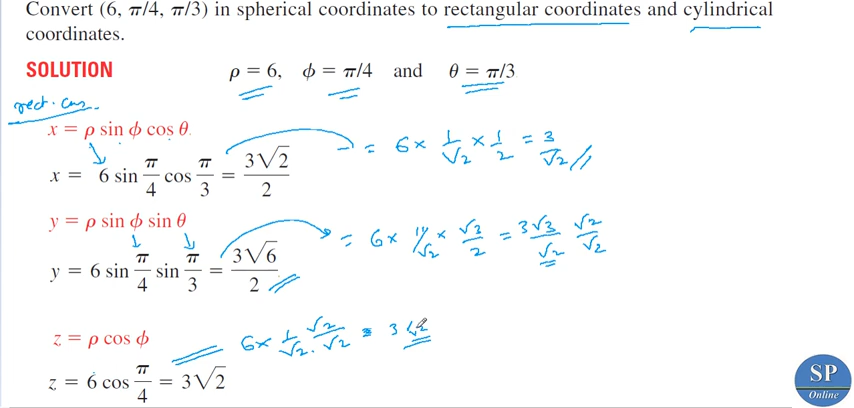 Convert (6, π/4, π/3) in spherical coordinates to rectangular coordinates and cylindrical
coordinates.
SOLUTION ρ = 6, ϕ = π/4 and θ = π/3
rect.
x = ρ sin ϕ cos θ
x = 6 sin π/4 cos π/3 = 3√2/2 = 6 × 1/√2 × 1/2 = 3/√2 //
y = ρ sin ϕ sin θ
y = 6 sin π/4 sin π/3 = 3√6/2 = 6 × 1/√2 × √3/2 = 3√3/√2 √2/√2
z = ρ cos ϕ 6 × 1/√2 . √2/√2 = 3√2
z = 6 cos π/4 = 3√2
SP
Online